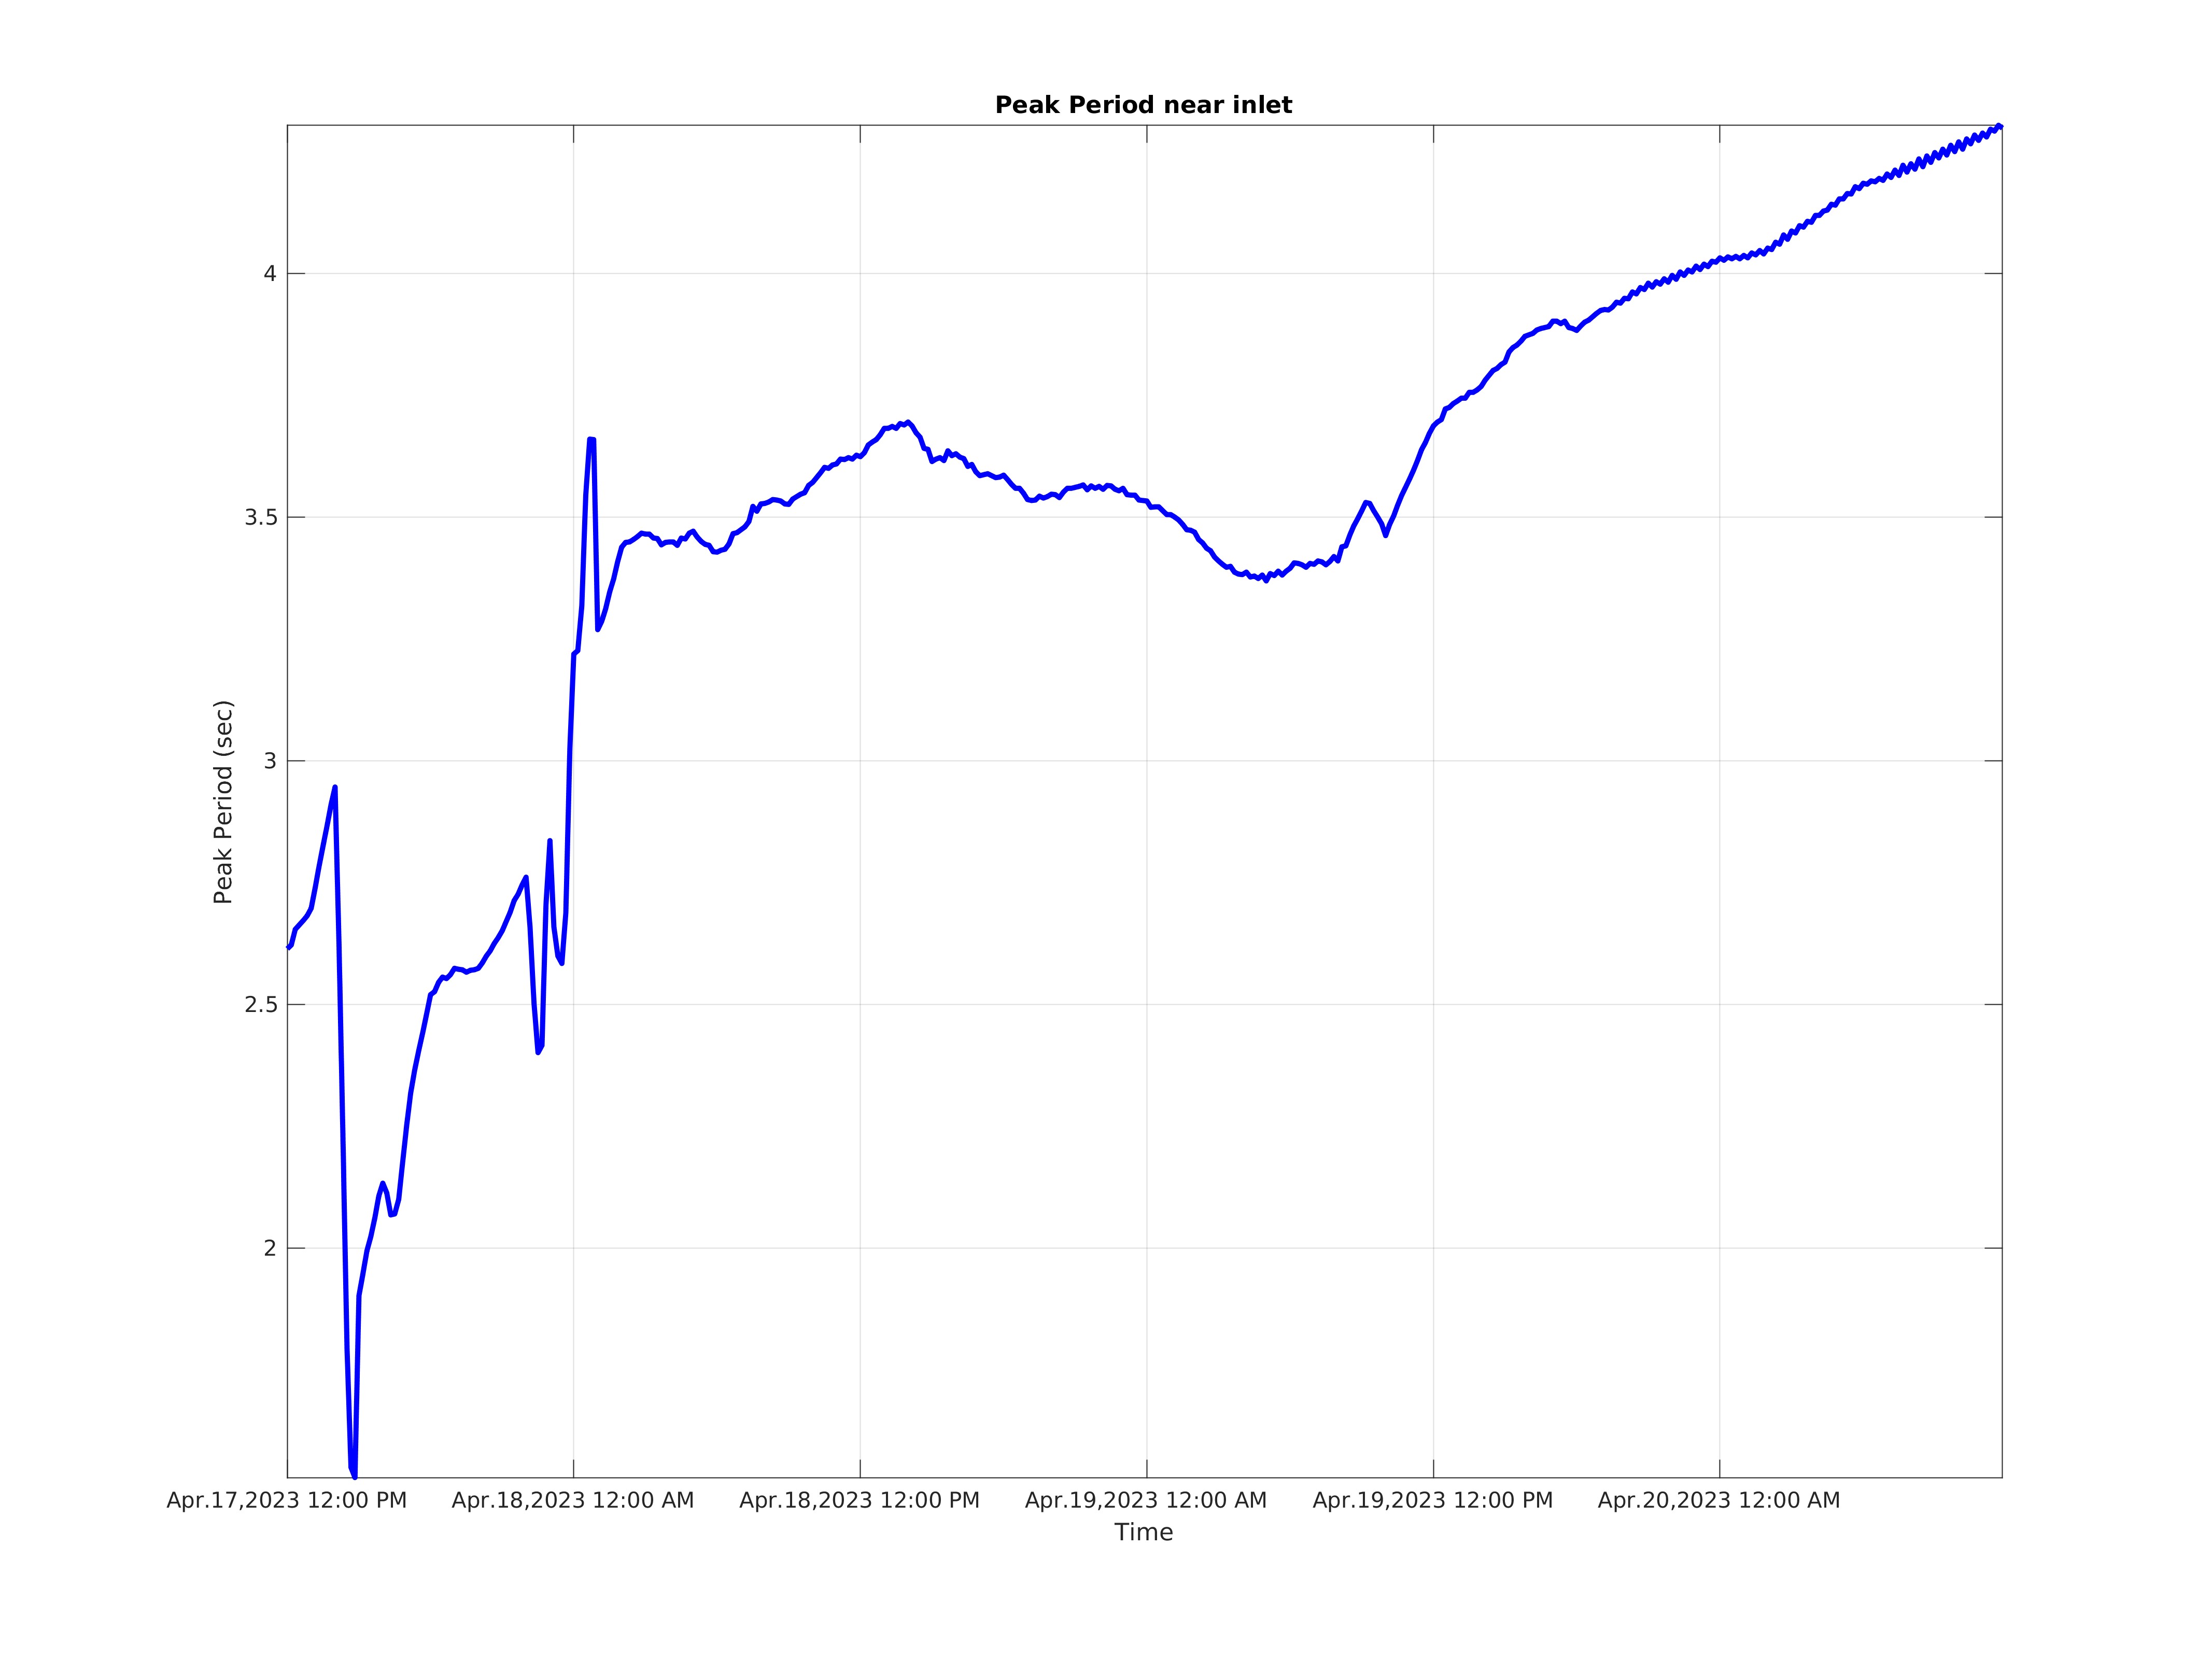 Peak Period near inlet
Peak Period (sec)
4
3.5
3
2.5
2
Apr.17,2023 12:00 PM Apr.18,2023 12:00 AM Apr.18,2023 12:00 PM Apr.19,2023 12:00 AM Apr.19,2023 12:00 PM Apr.20,2023 12:00 AM
Time